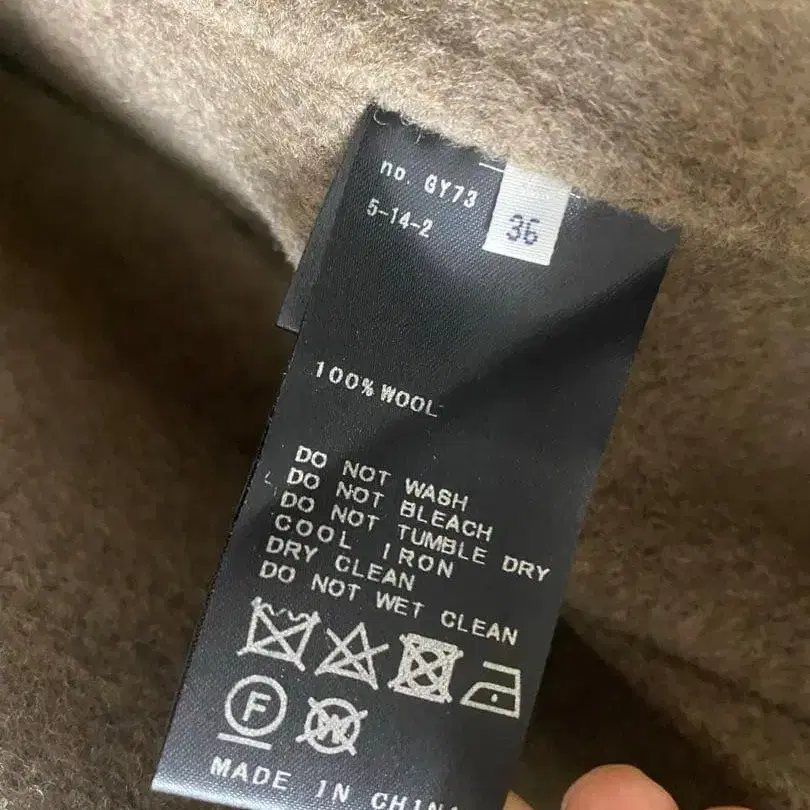 no. GY73
5-14-2
36
100% WOOL
DO NOT WASH
DO NOT BLEACH
DO NOT TUMBLE DRY
COOL IRON
DRY CLEAN
DO NOT WET CLEAN
F
W
MADE IN CHINA